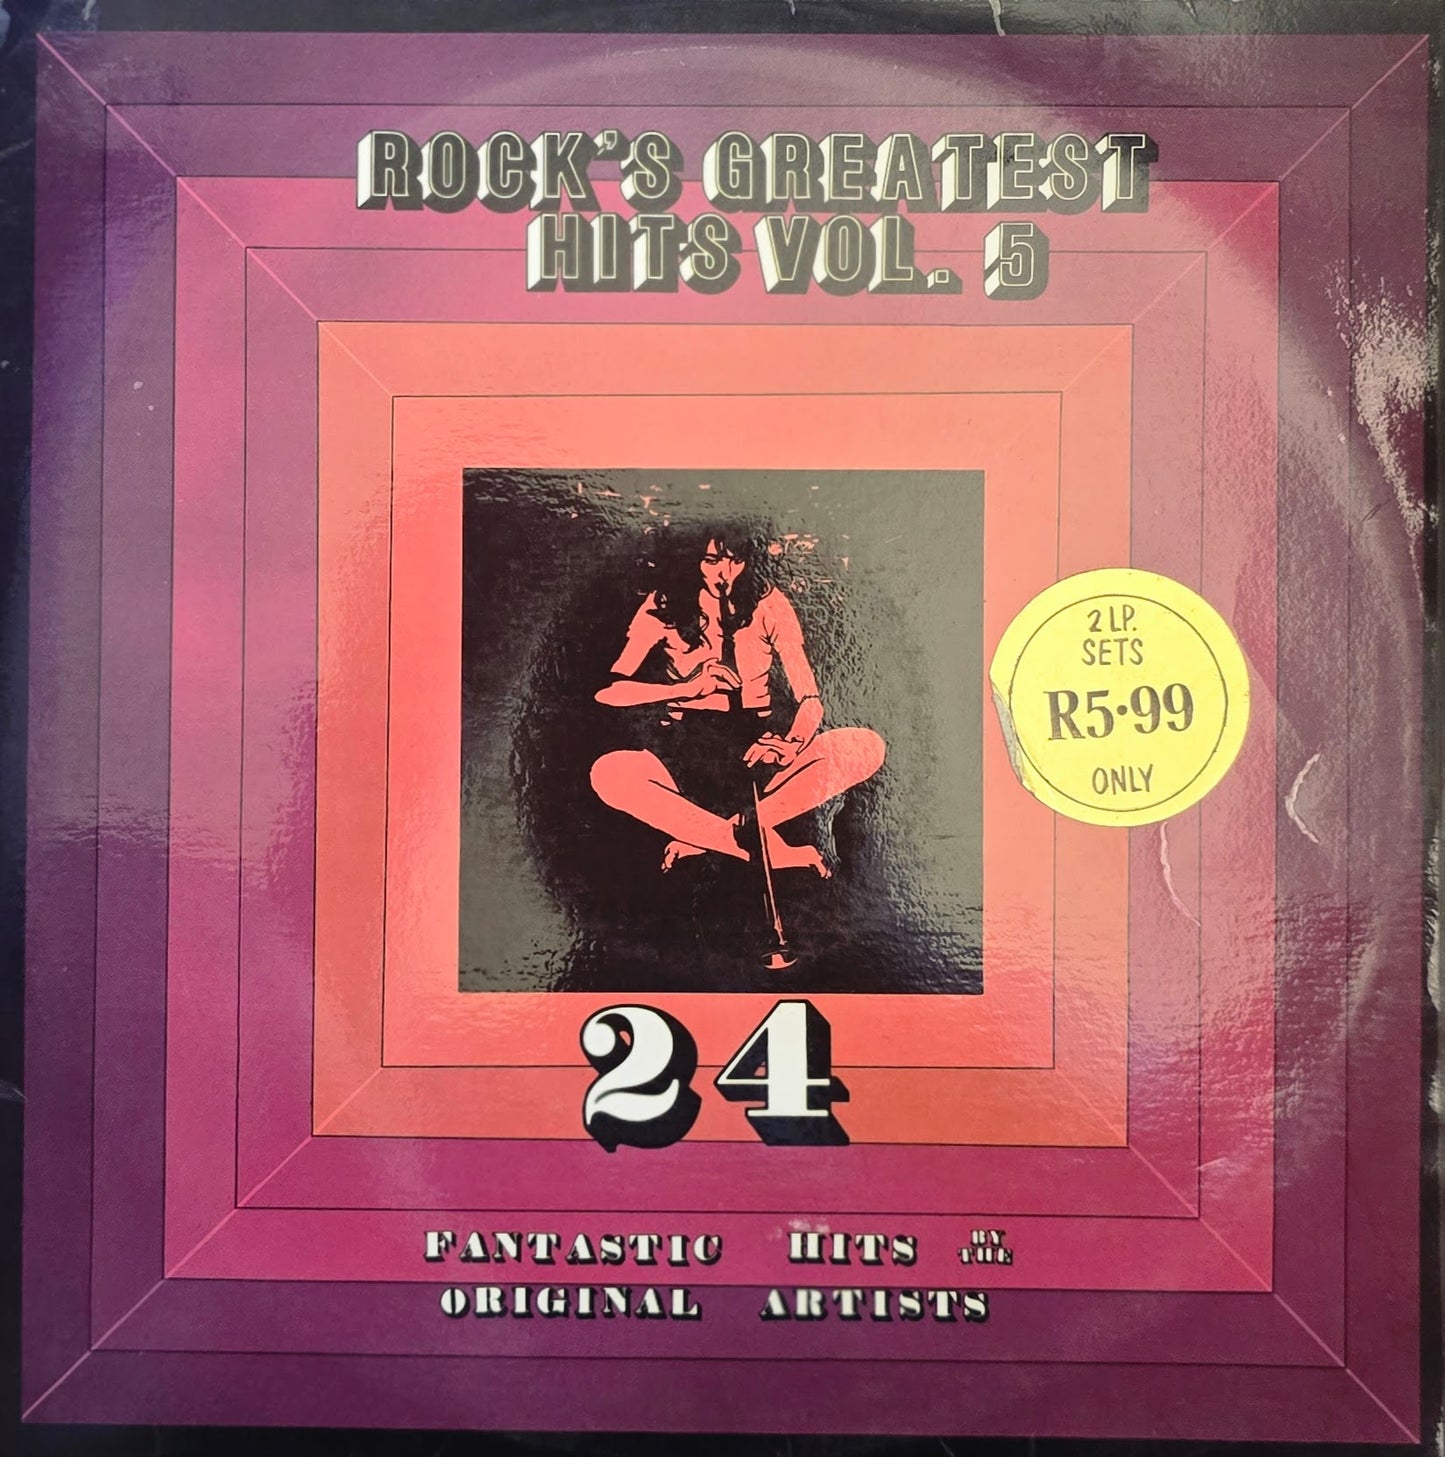 ROCK'S GREATEST
HITS VOL. 5
2 LP.
SETS
R5·99
ONLY
24
FANTASTIC HITS BY THE
ORIGINAL ARTISTS